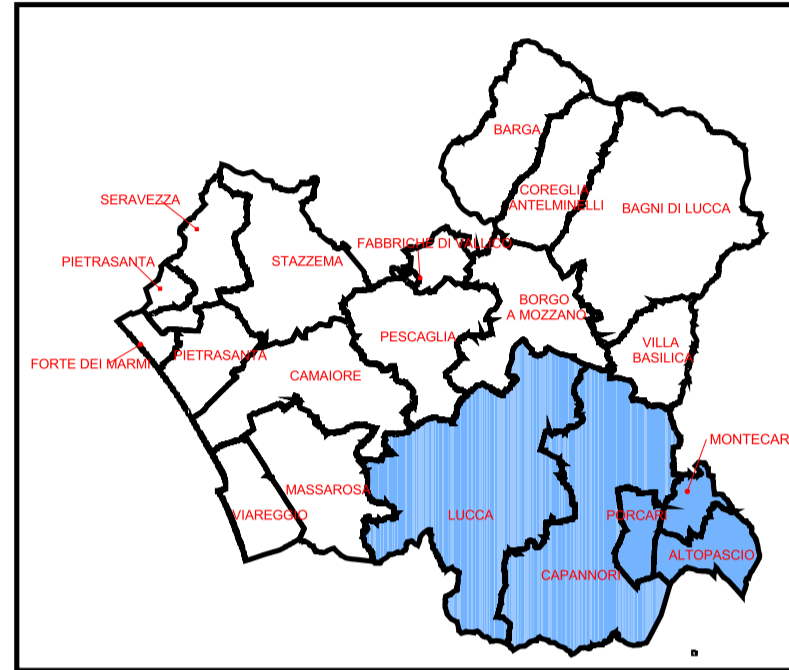 BARGA
COREGLIA
ANTELMINELLI
BAGNI DI LUCCA
SERAVEZZA
FABBRICHE DI VALLICO
PIETRASANTA
STAZZEMA
BORGO
A MOZZANO
PESCAGLIA
VILLA
BASILICA
PIETRASANTA
FORTE DEI MARMI
CAMAIORE
MONTECAR
MASSAROSA
VIAREGGIO
LUCCA
PORCARI
ALTOPASCIO
CAPANNORI